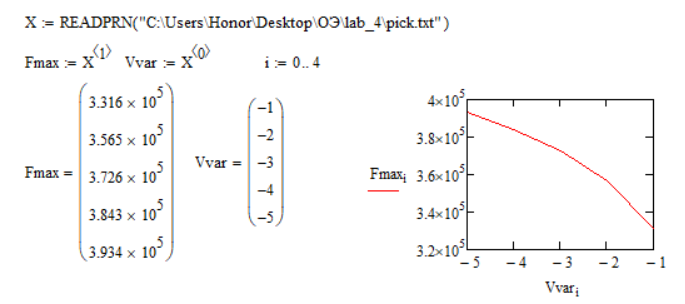 X := READPRN("C:\Users\Honor\Desktop\ОЭ\lab_4\pick.txt")
Fmax := X^⟨1⟩ Vvar := X^⟨0⟩ i := 0..4
Fmax =
3.316 × 10^5
3.565 × 10^5
3.726 × 10^5
3.843 × 10^5
3.934 × 10^5
Vvar =
-1
-2
-3
-4
-5
Fmax_i
4×10^5
3.8×10^5
3.6×10^5
3.4×10^5
3.2×10^5
-5 -4 -3 -2 -1
Vvar_i